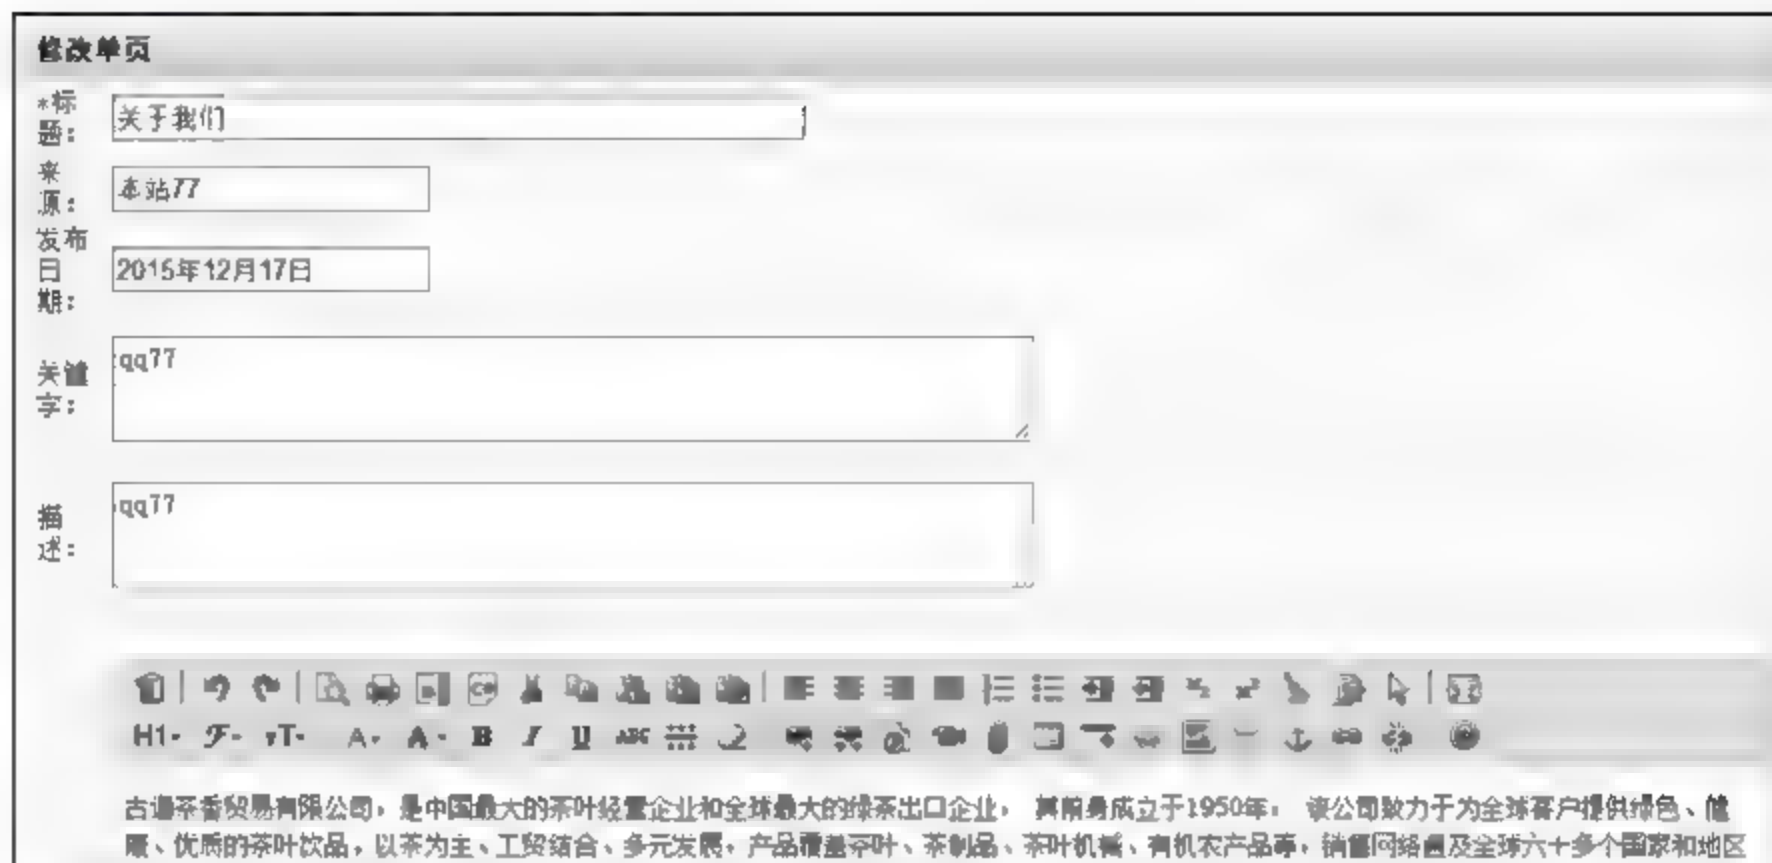 修改单页
*标
题：
关于我们
来
源：
本站77
发布
日
期：
2015年12月17日
关键
字：
qq77
描
述：
qq77
H1 F тT A A B I U ABC
古道茶香贸易有限公司，是中国最大的茶叶经营企业和全球最大的绿茶出口企业， 其前身成立于1950年； 该公司致力于为全球客户提供绿色、健
康、优质的茶叶饮品，以茶为主、工贸结合、多元发展，产品覆盖茶叶、茶制品、茶叶机械、有机农产品等，销售网络遍及全球六十多个国家和地区